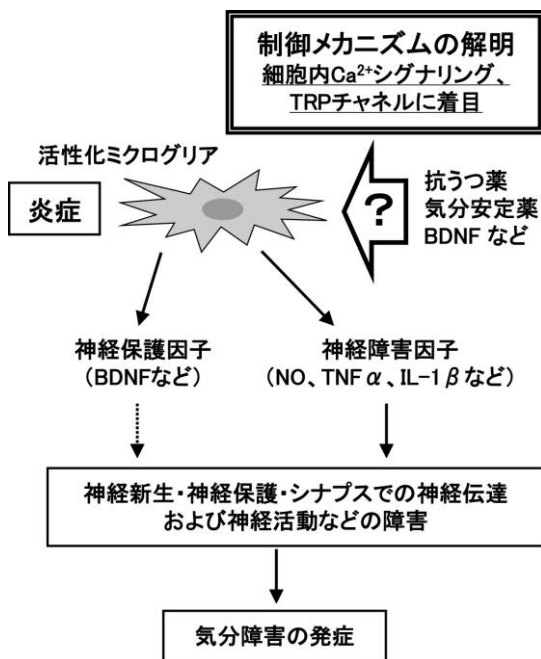 制御メカニズムの解明
細胞内Ca²⁺シグナリング、
TRPチャネルに着目
活性化ミクログリア
炎症
?
抗うつ薬
気分安定薬
BDNF など
神経保護因子
(BDNFなど)
神経障害因子
(NO、TNFα、IL-1βなど)
神経新生・神経保護・シナプスでの神経伝達
および神経活動などの障害
気分障害の発症